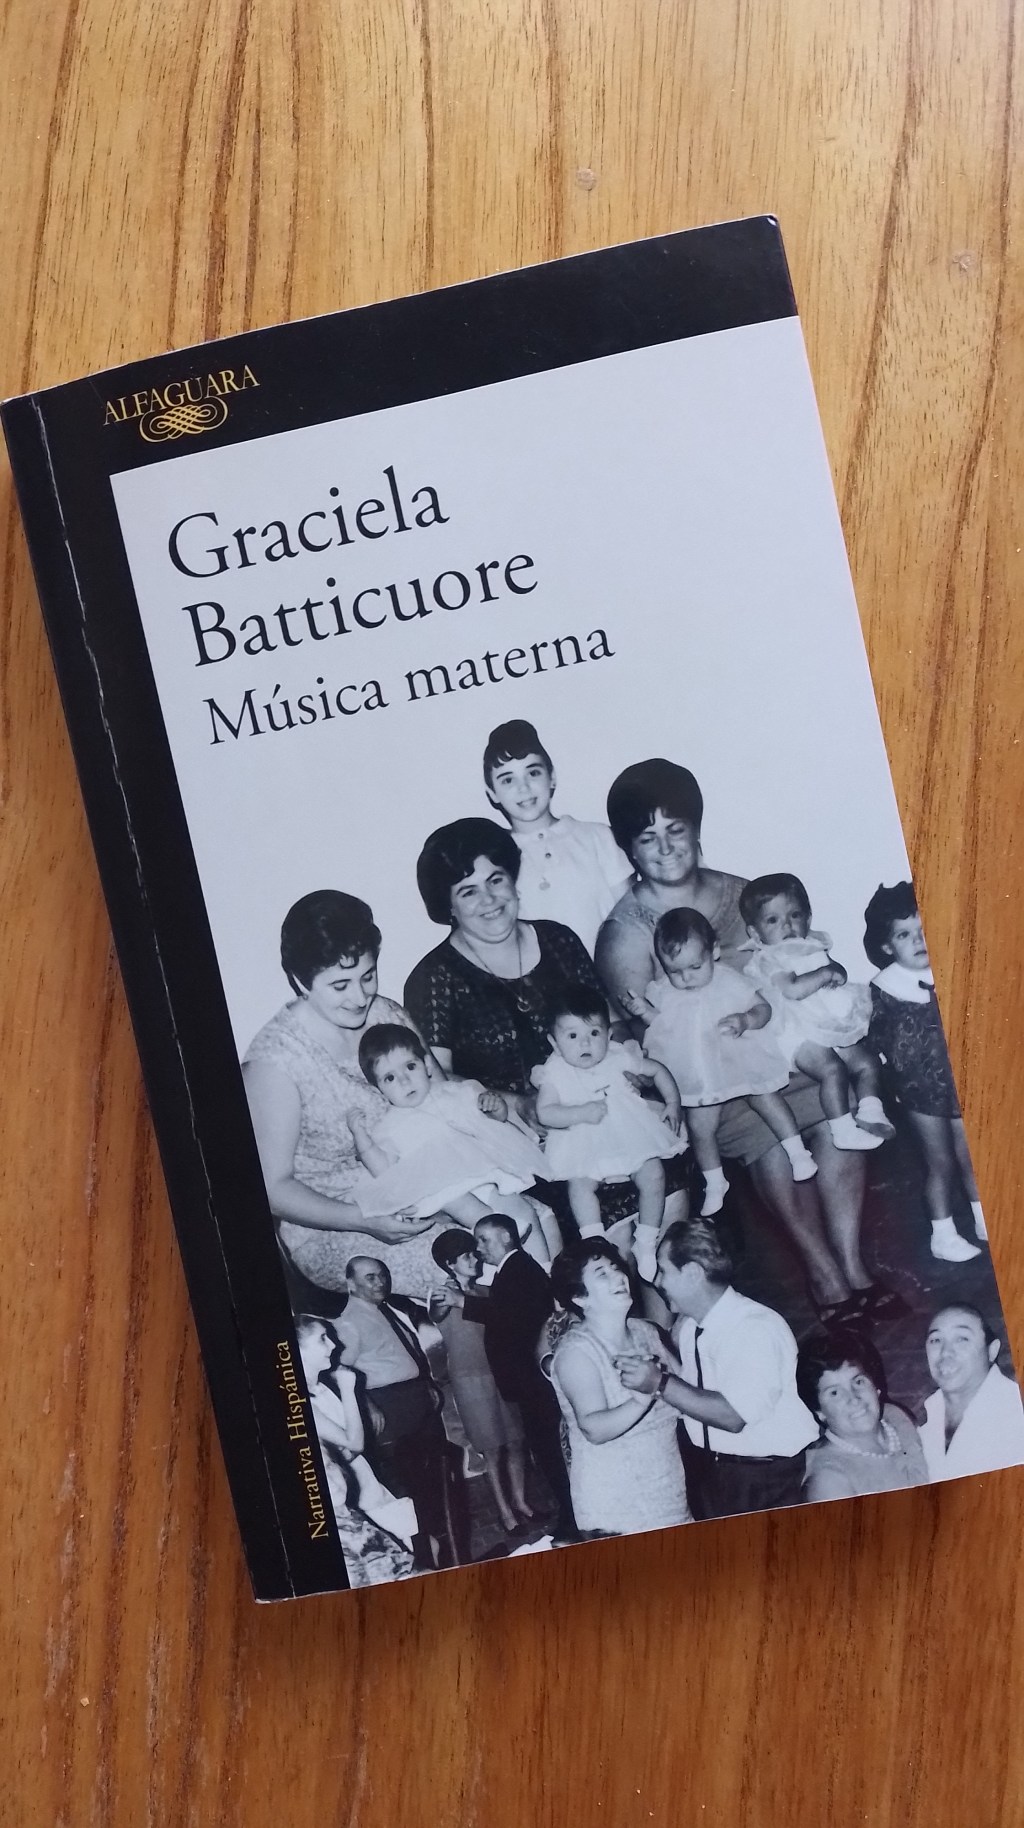 ALFAGUARA
Graciela
Batticuore
Música materna
Narrativa Hispánica